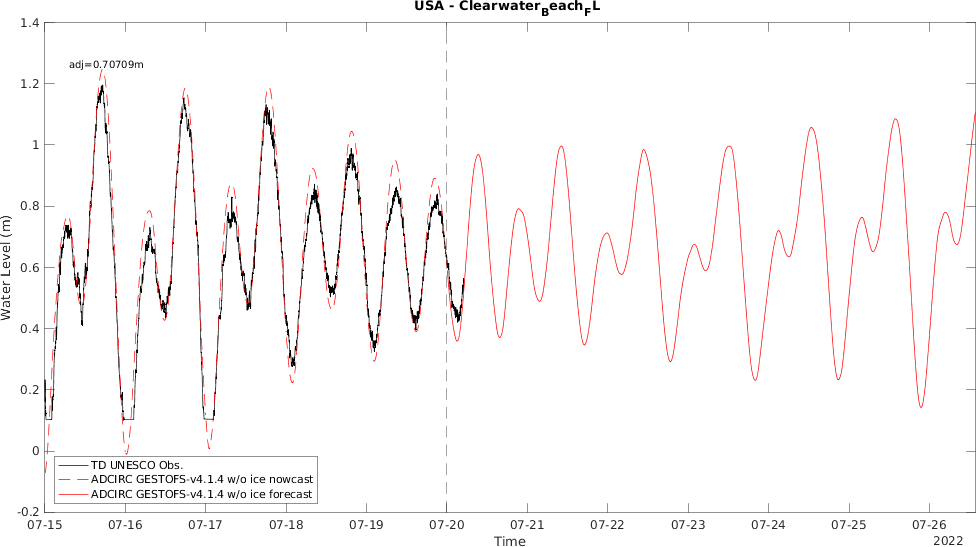 USA - Clearwater_Beach_FL
adj=0.70709m
1.4
1.2
1
0.8
0.6
0.4
0.2
0
-0.2
Water Level (m)
TD UNESCO Obs.
ADCIRC GESTOFS-v4.1.4 w/o ice nowcast
ADCIRC GESTOFS-v4.1.4 w/o ice forecast
07-15 07-16 07-17 07-18 07-19 07-20 07-21 07-22 07-23 07-24 07-25 07-26
Time
2022